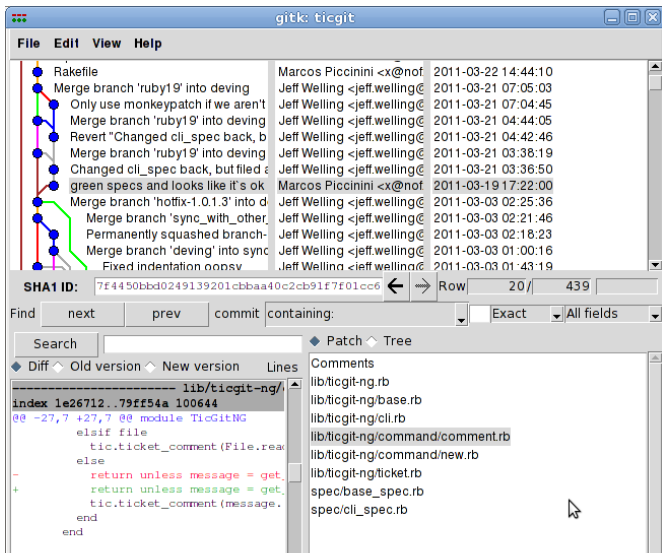 gitk: ticgit
File Edit View Help
Rakefile Marcos Piccinini <x@nof 2011-03-22 14:44:10
Merge branch 'ruby19' into deving Jeff Welling <jeff.welling@ 2011-03-21 07:05:03
Only use monkeypatch if we aren't Jeff Welling <jeff.welling@ 2011-03-21 07:04:45
Merge branch 'ruby19' into deving Jeff Welling <jeff.welling@ 2011-03-21 04:44:05
Revert "Changed cli_spec back, b Jeff Welling <jeff.welling@ 2011-03-21 04:42:46
Merge branch 'ruby19' into deving Jeff Welling <jeff.welling@ 2011-03-21 03:38:19
Changed cli_spec back, but filed a Jeff Welling <jeff.welling@ 2011-03-21 03:36:50
green specs and looks like it`s ok Marcos Piccinini <x@nof 2011-03-19 17:22:00
Merge branch 'hotfix-1.0.1.3' into d Jeff Welling <jeff.welling@ 2011-03-03 02:25:36
Merge branch 'sync_with_other_ Jeff Welling <jeff.welling@ 2011-03-03 02:21:46
Permanently squashed branch- Jeff Welling <jeff.welling@ 2011-03-03 02:18:23
Merge branch 'deving' into sync Jeff Welling <jeff.welling@ 2011-03-03 01:00:16
Fixed indentation oopsy Jeff Welling <jeff.welling@ 2011-03-03 01:43:19
SHA1 ID: 7f4450bbd0249139201cbbaa40c2cb91f7f01cc6 Row 20/ 439
Find next prev commit containing: Exact All fields
Search Patch Tree
Diff Old version New version Lines
Comments
lib/ticgit-ng.rb
lib/ticgit-ng/base.rb
lib/ticgit-ng/cli.rb
lib/ticgit-ng/command/comment.rb
lib/ticgit-ng/command/new.rb
lib/ticgit-ng/ticket.rb
spec/base_spec.rb
spec/cli_spec.rb
---------------------- lib/ticgit-ng/
index 1e26712..79ff54a 100644
@@ -27,7 +27,7 @@ module TicGitNG
elsif file
tic.ticket_comment(File.read
else
- return unless message = get_
+ return unless message = get_
tic.ticket_comment(message.
end
end